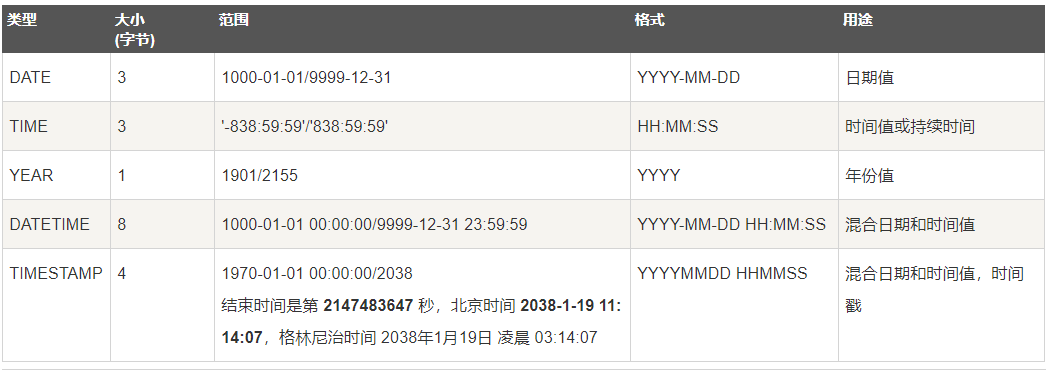 类型 大小 范围 格式 用途
(字节)
DATE 3 1000-01-01/9999-12-31 YYYY-MM-DD 日期值
TIME 3 '-838:59:59'/'838:59:59' HH:MM:SS 时间值或持续时间
YEAR 1 1901/2155 YYYY 年份值
DATETIME 8 1000-01-01 00:00:00/9999-12-31 23:59:59 YYYY-MM-DD HH:MM:SS 混合日期和时间值
TIMESTAMP 4 1970-01-01 00:00:00/2038 YYYYMMDD HHMMSS 混合日期和时间值，时间
结束时间是第 2147483647 秒，北京时间 2038-1-19 11: 戳
14:07，格林尼治时间 2038年1月19日 凌晨 03:14:07